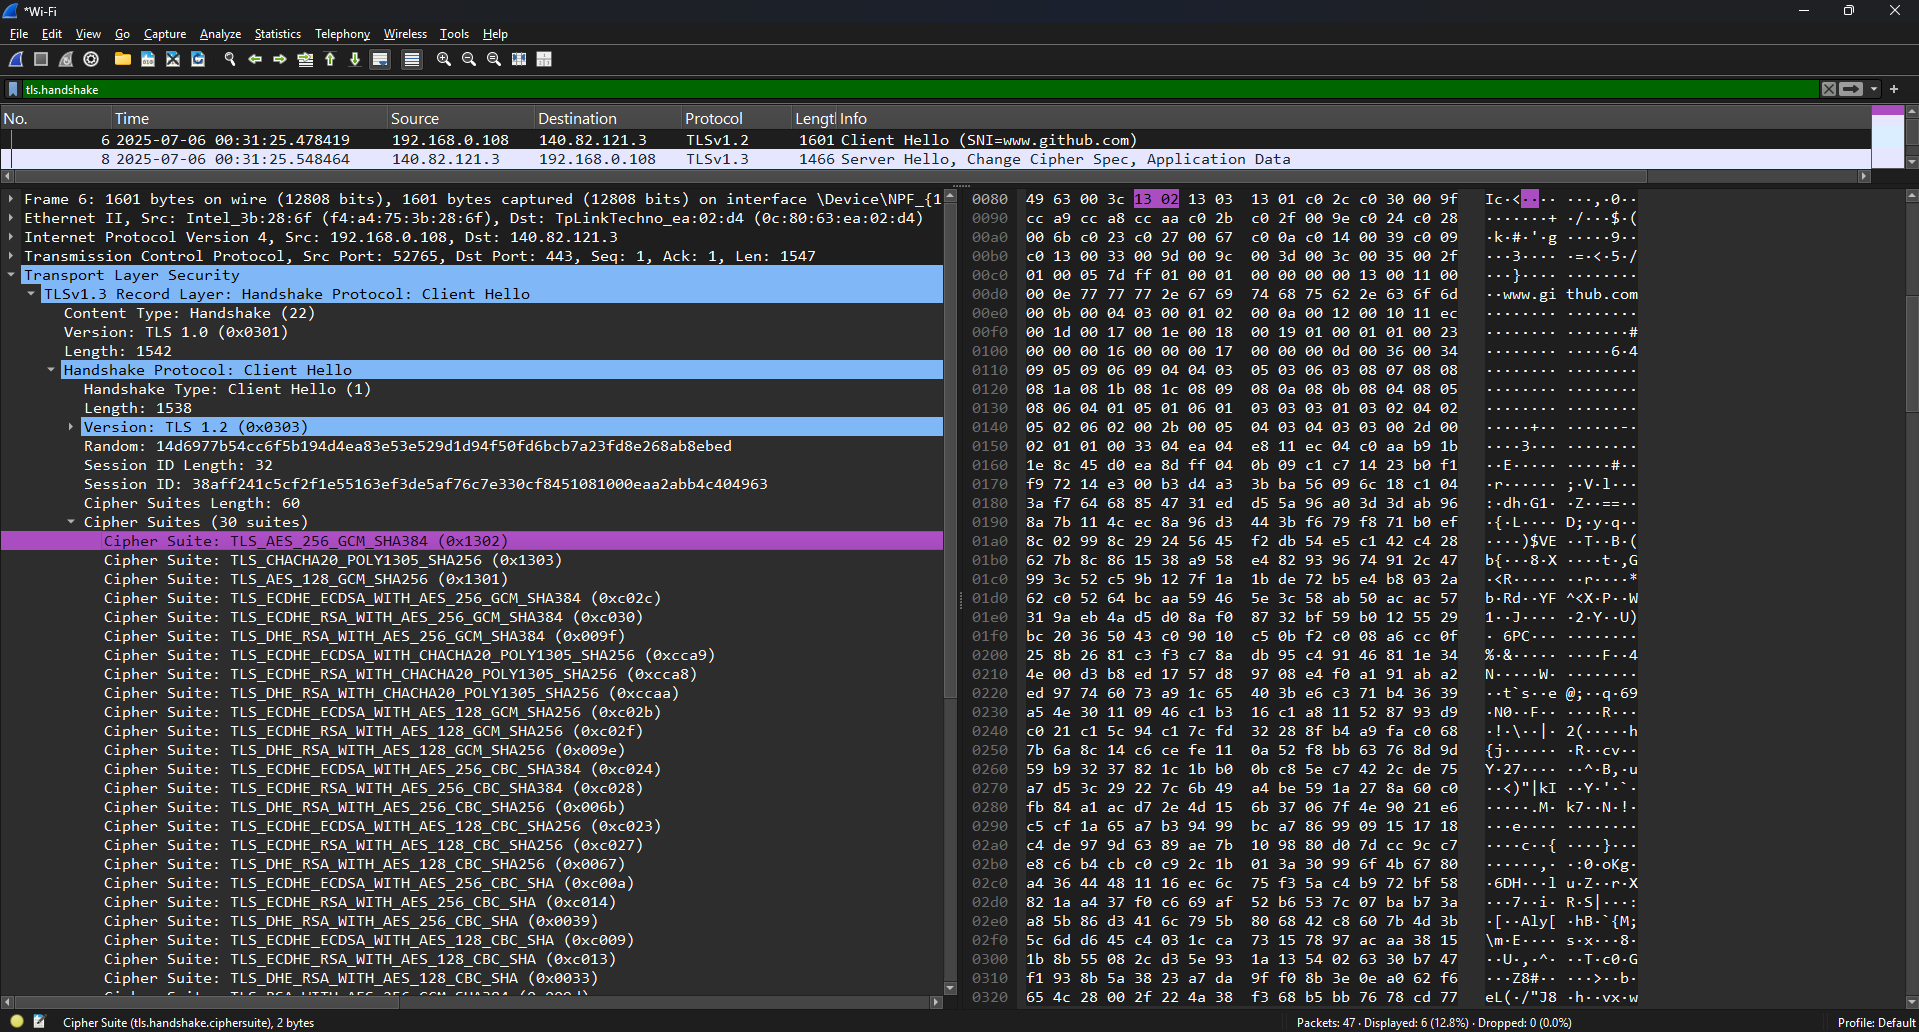 *Wi-Fi
File Edit View Go Capture Analyze Statistics Telephony Wireless Tools Help
tls.handshake
No. Time Source Destination Protocol Lengt Info
6 2025-07-06 00:31:25.478419 192.168.0.108 140.82.121.3 TLSv1.2 1601 Client Hello (SNI=www.github.com)
8 2025-07-06 00:31:25.548464 140.82.121.3 192.168.0.108 TLSv1.3 1466 Server Hello, Change Cipher Spec, Application Data
Frame 6: 1601 bytes on wire (12808 bits), 1601 bytes captured (12808 bits) on interface \Device\NPF_{1
Ethernet II, Src: Intel_3b:28:6f (f4:a4:75:3b:28:6f), Dst: TpLinkTechno_ea:02:d4 (0c:80:63:ea:02:d4)
Internet Protocol Version 4, Src: 192.168.0.108, Dst: 140.82.121.3
Transmission Control Protocol, Src Port: 52765, Dst Port: 443, Seq: 1, Ack: 1, Len: 1547
Transport Layer Security
TLSv1.3 Record Layer: Handshake Protocol: Client Hello
Content Type: Handshake (22)
Version: TLS 1.0 (0x0301)
Length: 1542
Handshake Protocol: Client Hello
Handshake Type: Client Hello (1)
Length: 1538
Version: TLS 1.2 (0x0303)
Random: 14d6977b54cc6f5b194d4ea83e53e529d1d94f50fd6bcb7a23fd8e268ab8ebed
Session ID Length: 32
Session ID: 38aff241c5cf2f1e55163ef3de5af76c7e330cf8451081000eaa2abb4c404963
Cipher Suites Length: 60
Cipher Suites (30 suites)
Cipher Suite: TLS_AES_256_GCM_SHA384 (0x1302)
Cipher Suite: TLS_CHACHA20_POLY1305_SHA256 (0x1303)
Cipher Suite: TLS_AES_128_GCM_SHA256 (0x1301)
Cipher Suite: TLS_ECDHE_ECDSA_WITH_AES_256_GCM_SHA384 (0xc02c)
Cipher Suite: TLS_ECDHE_RSA_WITH_AES_256_GCM_SHA384 (0xc030)
Cipher Suite: TLS_DHE_RSA_WITH_AES_256_GCM_SHA384 (0x009f)
Cipher Suite: TLS_ECDHE_ECDSA_WITH_CHACHA20_POLY1305_SHA256 (0xcca9)
Cipher Suite: TLS_ECDHE_RSA_WITH_CHACHA20_POLY1305_SHA256 (0xcca8)
Cipher Suite: TLS_DHE_RSA_WITH_CHACHA20_POLY1305_SHA256 (0xccaa)
Cipher Suite: TLS_ECDHE_ECDSA_WITH_AES_128_GCM_SHA256 (0xc02b)
Cipher Suite: TLS_ECDHE_RSA_WITH_AES_128_GCM_SHA256 (0xc02f)
Cipher Suite: TLS_DHE_RSA_WITH_AES_128_GCM_SHA256 (0x009e)
Cipher Suite: TLS_ECDHE_ECDSA_WITH_AES_256_CBC_SHA384 (0xc024)
Cipher Suite: TLS_ECDHE_RSA_WITH_AES_256_CBC_SHA384 (0xc028)
Cipher Suite: TLS_DHE_RSA_WITH_AES_256_CBC_SHA256 (0x006b)
Cipher Suite: TLS_ECDHE_ECDSA_WITH_AES_128_CBC_SHA256 (0xc023)
Cipher Suite: TLS_ECDHE_RSA_WITH_AES_128_CBC_SHA256 (0xc027)
Cipher Suite: TLS_DHE_RSA_WITH_AES_128_CBC_SHA256 (0x0067)
Cipher Suite: TLS_ECDHE_ECDSA_WITH_AES_256_CBC_SHA (0xc00a)
Cipher Suite: TLS_ECDHE_RSA_WITH_AES_256_CBC_SHA (0xc014)
Cipher Suite: TLS_DHE_RSA_WITH_AES_256_CBC_SHA (0x0039)
Cipher Suite: TLS_ECDHE_ECDSA_WITH_AES_128_CBC_SHA (0xc009)
Cipher Suite: TLS_ECDHE_RSA_WITH_AES_128_CBC_SHA (0xc013)
Cipher Suite: TLS_DHE_RSA_WITH_AES_128_CBC_SHA (0x0033)
0080 49 63 00 3c 13 02 13 03 13 01 c0 2c c0 30 00 9f Ic·<·· ·· ···,·0··
0090 cc a9 cc a8 cc aa c0 2b c0 2f 00 9e c0 24 c0 28 ·······+ ·/···$·(
00a0 00 6b c0 23 c0 27 00 67 c0 0a c0 14 00 39 c0 09 ·k·#·'·g ·····9··
00b0 c0 13 00 33 00 9d 00 9c 00 3d 00 3c 00 35 00 2f ···3···· ·=·<·5·/
00c0 01 00 05 7d ff 01 00 01 00 00 00 00 13 00 11 00 ···}···· ········
00d0 00 0e 77 77 77 2e 67 69 74 68 75 62 2e 63 6f 6d ··www.gi thub.com
00e0 00 0b 00 04 03 00 01 02 00 0a 00 12 00 10 11 ec ········ ········
00f0 00 1d 00 17 00 1e 00 18 00 19 01 00 01 01 00 23 ········ ·······#
0100 00 00 00 16 00 00 00 17 00 00 00 0d 00 36 00 34 ········ ·····6·4
0110 09 05 09 06 09 04 04 03 05 03 06 03 08 07 08 08 ········ ········
0120 08 1a 08 1b 08 1c 08 09 08 0a 08 0b 08 04 08 05 ········ ········
0130 08 06 04 01 05 01 06 01 03 03 03 01 03 02 04 02 ········ ········
0140 05 02 06 02 00 2b 00 05 04 03 04 03 03 00 2d 00 ·····+·· ······-·
0150 02 01 01 00 33 04 ea 04 e8 11 ec 04 c0 aa b9 1b ····3··· ········
0160 1e 8c 45 d0 ea 8d ff 04 0b 09 c1 c7 14 23 b0 f1 ··E····· ·····#··
0170 f9 72 14 e3 00 b3 d4 a3 3b ba 56 09 6c 18 c1 04 ·r······ ;·V·l···
0180 3a f7 64 68 85 47 31 ed d5 5a 96 a0 3d 3d ab 96 :·dh·G1· ·Z··==··
0190 8a 7b 11 4c ec 8a 96 d3 44 3b f6 79 f8 71 b0 ef ·{·L···· D;·y·q··
01a0 8c 02 99 8c 29 24 56 45 f2 db 54 e5 c1 42 c4 28 ····)$VE ··T··B·(
01b0 62 7b 8c 86 15 38 a9 58 e4 82 93 96 74 91 2c 47 b{···8·X ····t·,G
01c0 99 3c 52 c5 9b 12 7f 1a 1b de 72 b5 e4 b8 03 2a ·<R····· ··r····*
01d0 62 c0 52 64 bc aa 59 46 5e 3c 58 ab 50 ac ac 57 b·Rd··YF ^<X·P··W
01e0 31 9a eb 4a d5 d0 8a f0 87 32 bf 59 b0 12 55 29 1··J···· ·2·Y··U)
01f0 bc 20 36 50 43 c0 90 10 c5 0b f2 c0 08 a6 cc 0f · 6PC··· ········
0200 25 8b 26 81 c3 f3 c7 8a db 95 c4 91 46 81 1e 34 %·&····· ····F··4
0210 4e 00 d3 b8 ed 17 57 d8 97 08 e4 f0 a1 91 ab a2 N·····W· ········
0220 ed 97 74 60 73 a9 1c 65 40 3b e6 c3 71 b4 36 39 ··t`s··e @;··q·69
0230 a5 4e 30 11 09 46 c1 b3 16 c1 a8 11 52 87 93 d9 ·N0··F·· ····R···
0240 c0 21 c1 5c 94 c1 7c fd 32 28 8f b4 a9 fa c0 68 ·!·\··|· 2(·····h
0250 7b 6a 8c 14 c6 ce fe 11 0a 52 f8 bb 63 76 8d 9d {j······ ·R··cv··
0260 59 b9 32 37 82 1c 1b b0 0b c8 5e c7 42 2c de 75 Y·27···· ··^·B,·u
0270 a7 d5 3c 29 22 7c 6b 49 a4 be 59 1a 27 8a 60 c0 ··<)"|kI ··Y·'·`·
0280 fb 84 a1 ac d7 2e 4d 15 6b 37 06 7f 4e 90 21 e6 ·····.M· k7··N·!·
0290 c5 cf 1a 65 a7 b3 94 99 bc a7 86 99 09 15 17 18 ···e···· ········
02a0 c4 de 97 9d 63 89 ae 7b 10 98 80 d0 7d cc 9c c7 ····c··{ ····}···
02b0 e8 c6 b4 cb c0 c9 2c 1b 01 3a 30 99 6f 4b 67 80 ······,· ·:0·oKg·
02c0 a4 36 44 48 11 16 ec 6c 75 f3 5a c4 b9 72 bf 58 ·6DH···l u·Z··r·X
02d0 82 1a a4 37 f0 c6 69 af 52 b6 53 7c 07 ba b7 3a ···7··i· R·S|···:
02e0 a8 5b 86 d3 41 6c 79 5b 80 68 42 c8 60 7b 4d 3b ·[··Aly[ ·hB·`{M;
02f0 5c 6d d6 45 c4 03 1c ca 73 15 78 97 ac aa 38 15 \m·E···· s·x···8·
0300 1b 8b 55 08 2c d3 5e 93 1a 13 54 02 63 30 b7 47 ··U·,·^· ··T·c0·G
0310 f1 93 8b 5a 38 23 a7 da 9f f0 8b 3e 0e a0 62 f6 ···Z8#·· ···>··b·
0320 65 4c 28 00 2f 22 4a 38 f3 68 b5 bb 76 78 cd 77 eL(·/"J8 ·h··vx·w
Cipher Suite (tls.handshake.ciphersuite), 2 bytes
Packets: 47 · Displayed: 6 (12.8%) · Dropped: 0 (0.0%)
Profile: Default